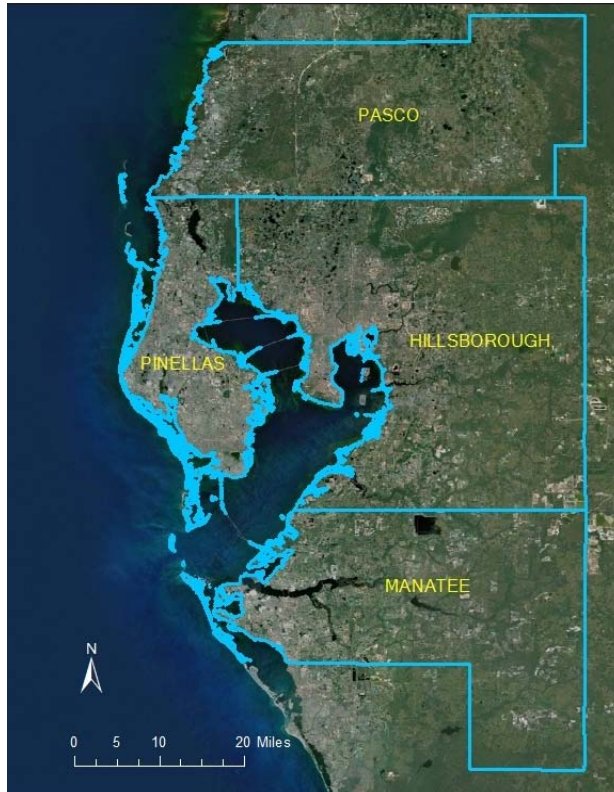 PASCO
HILLSBOROUGH
PINELLAS
MANATEE
N
0 5 10 20 Miles